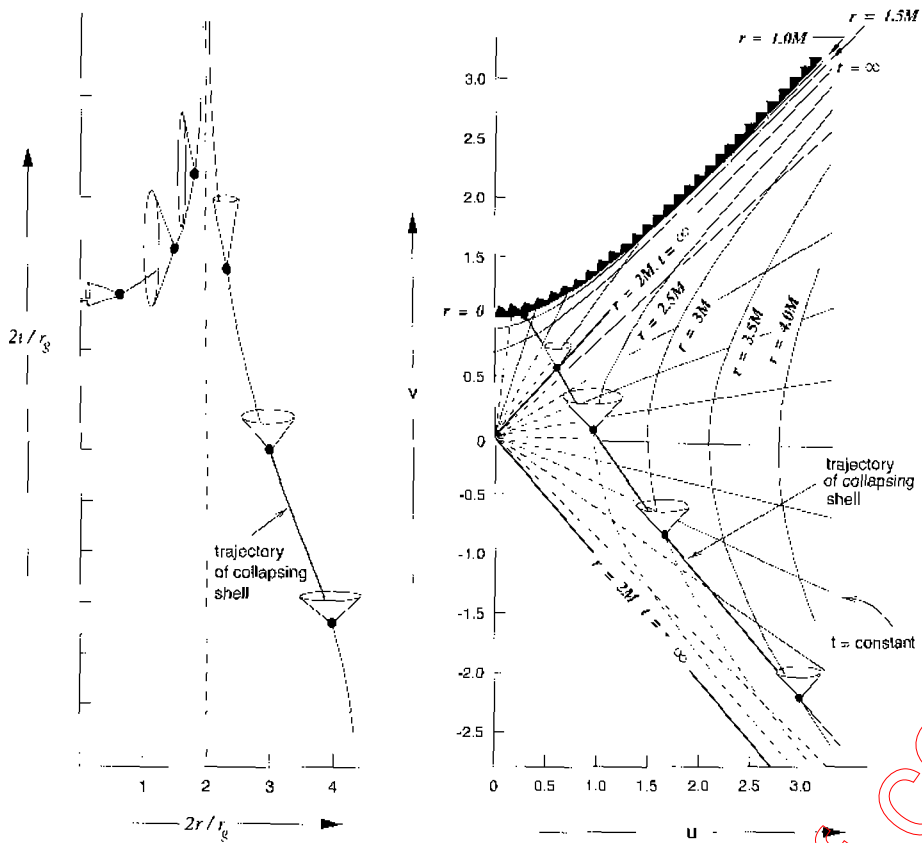 2t/r_g
trajectory
of collapsing
shell
1
2
3
4
2r/r_g
r = 1.5M
r = 1.0M
t = ∞
3.0
2.5
2.0
1.5
r = 0
0.5
0
-0.5
-1.0
-1.5
-2.0
-2.5
v
r = 2M, t = ∞
r = 2.5M
r = 3M
r = 3.5M
r = 4.0M
trajectory
of collapsing
shell
r = 2M t = - ∞
t = constant
0
0.5
1.0
1.5
2.0
2.5
3.0
u